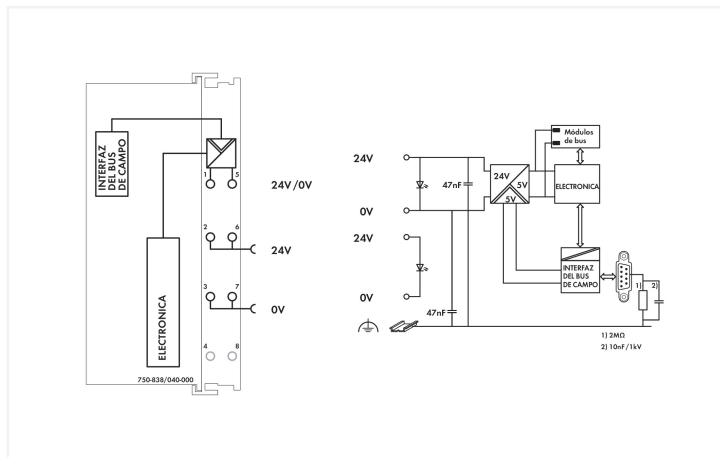 INTERFAZ
DEL BUS
DE CAMPO
ELECTRONICA
1
5
24V/0V
2
6
24V
3
7
0V
4
8
750-838/040-000
24V
0V
24V
0V
47nF
47nF
24V
5V
5V
Módulos
de bus
ELECTRONICA
INTERFAZ
DEL BUS
DE CAMPO
1)
2)
1) 2MΩ
2) 10nF/1kV